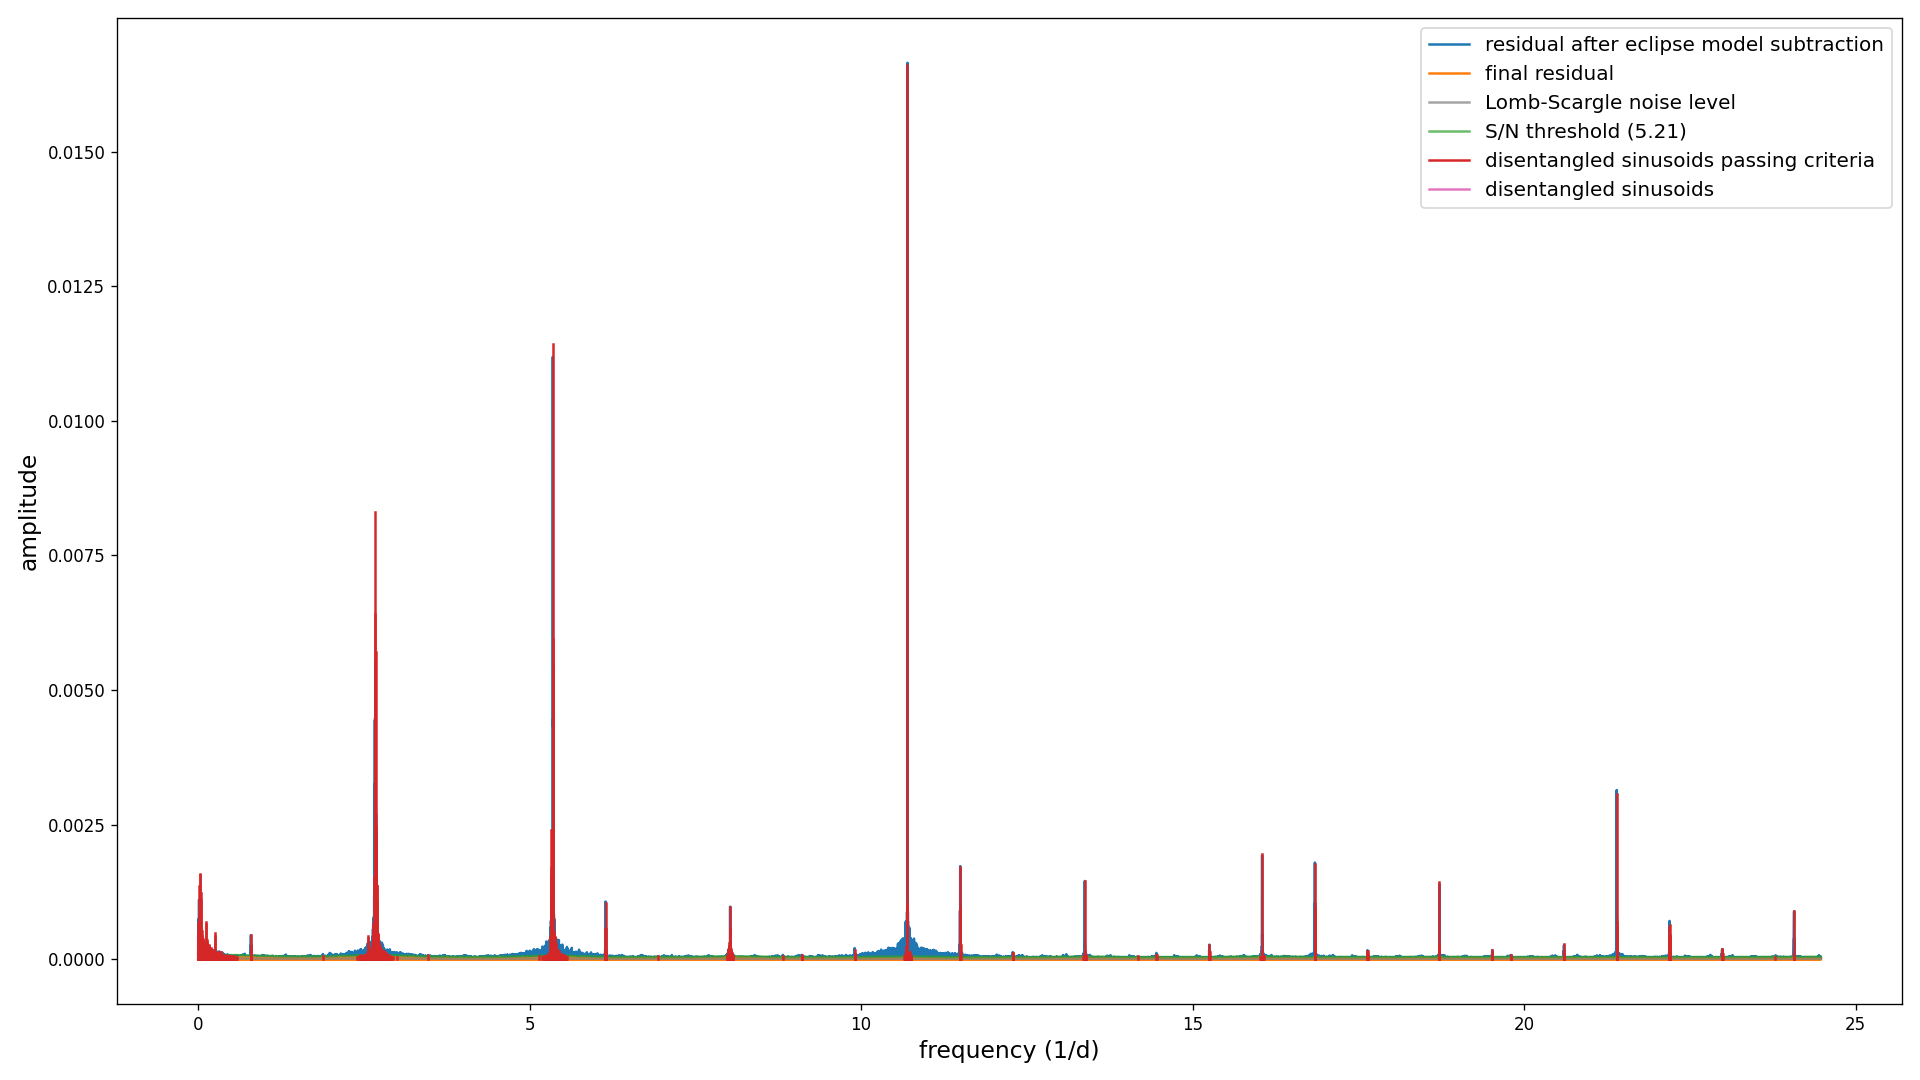 residual after eclipse model subtraction
final residual
Lomb-Scargle noise level
S/N threshold (5.21)
disentangled sinusoids passing criteria
disentangled sinusoids
0.0150
0.0125
0.0100
0.0075
0.0050
0.0025
0.0000
amplitude
0 5 10 15 20 25
frequency (1/d)